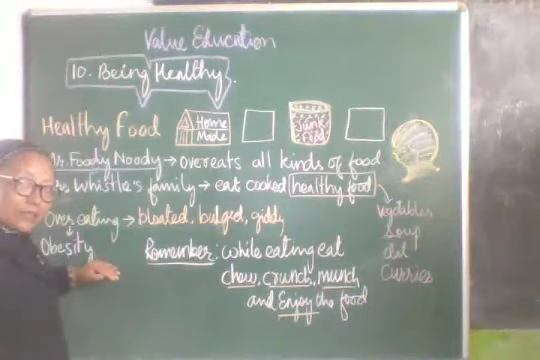 Value Education
10. Being Healthy
Healthy Food
Home Made
Junk Food
Mr. Foody Noody → overeats all kinds of food
Mrs Whistle's family → eat cooked healthy food
Vegetables
Soup
dal
Curries
Over eating → bloated, bulged, giddy
Obesity
Remember: while eating eat
chew, crunch, munch
and Enjoy the food